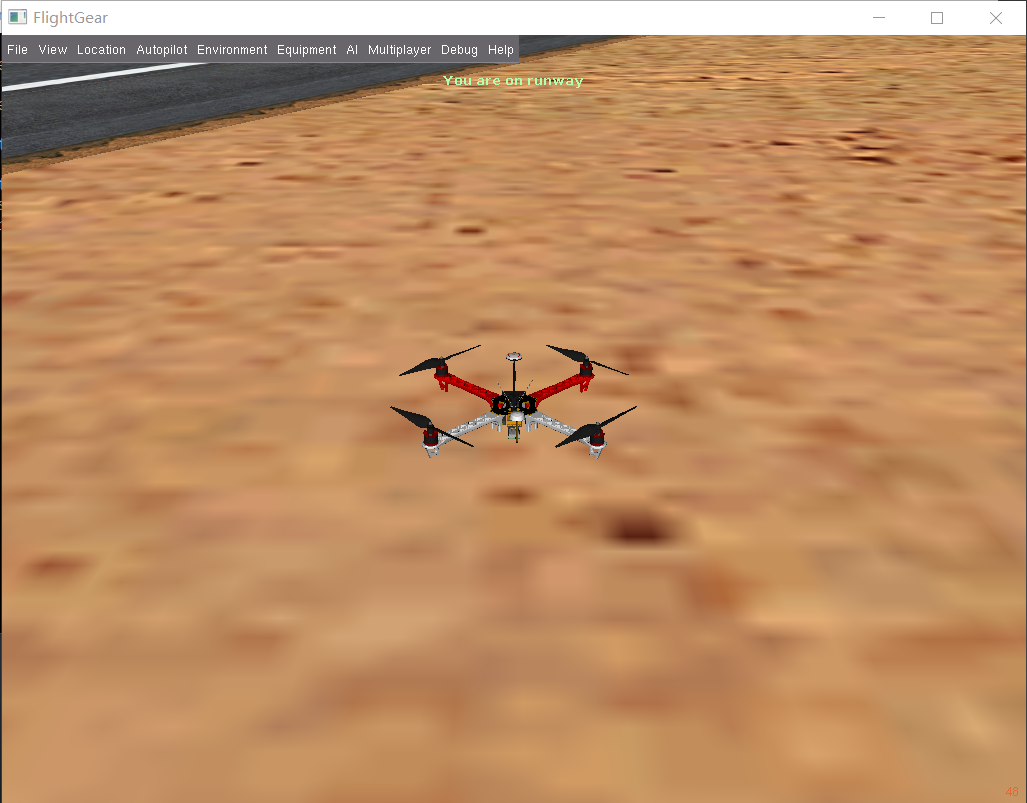 FlightGear
File View Location Autopilot Environment Equipment AI Multiplayer Debug Help
You are on runway
48